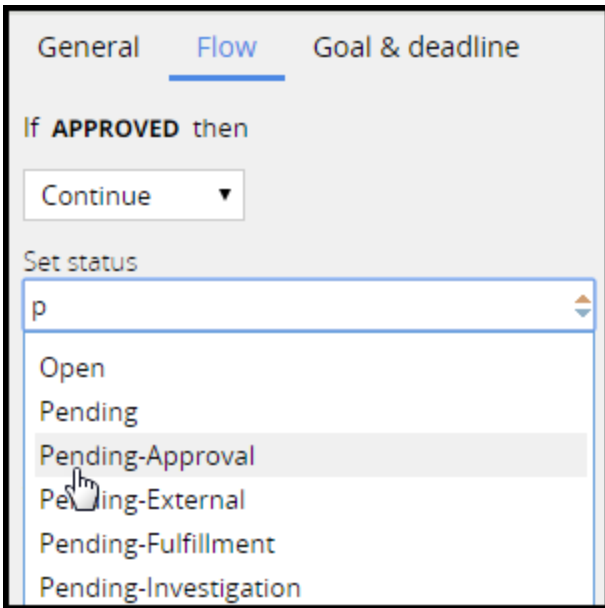 General Flow Goal & deadline
If APPROVED then
Continue
Set status
p
Open
Pending
Pending-Approval
Pending-External
Pending-Fulfillment
Pending-Investigation